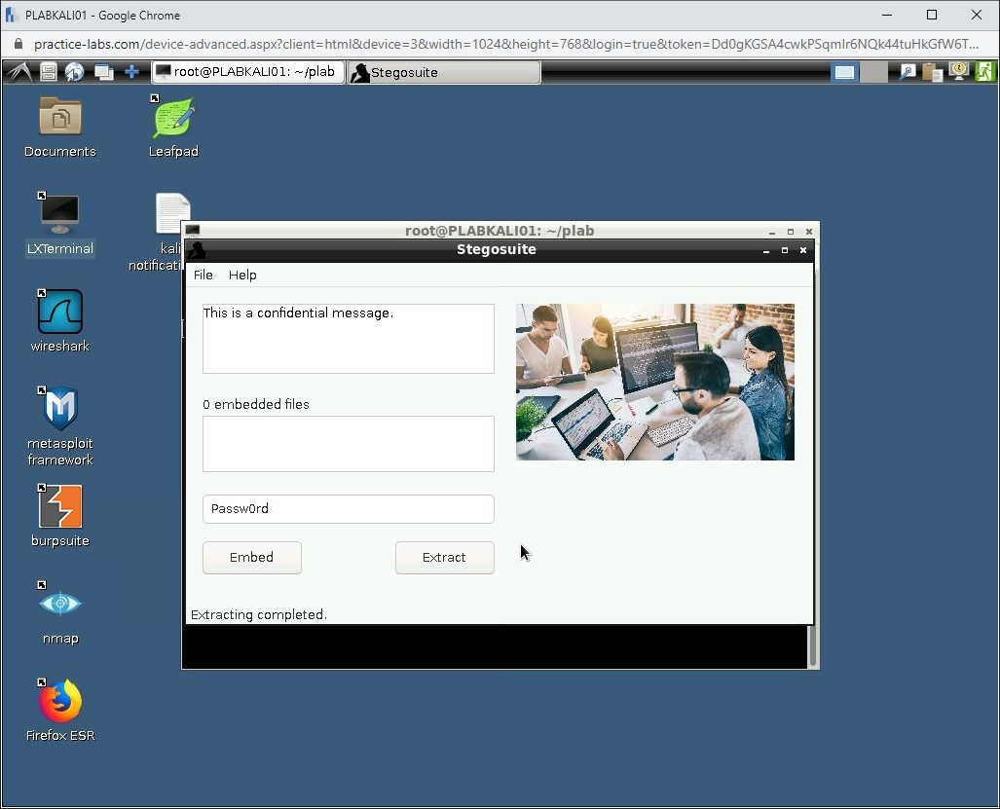 PLABKALI01 - Google Chrome
practice-labs.com/device-advanced.aspx?client=html&device=3&width=1024&height=768&login=true&token=Dd0gKGSA4cwkPSqmIr6NQk44tuHkGfW6T...
root@PLABKALI01: ~/plab
Stegosuite
Documents
Leafpad
LXTerminal
kali
notificati
wireshark
metasploit
framework
burpsuite
nmap
Firefox ESR
root@PLABKALI01: ~/plab
Stegosuite
File Help
This is a confidential message.
0 embedded files
Passw0rd
Embed Extract
Extracting completed.